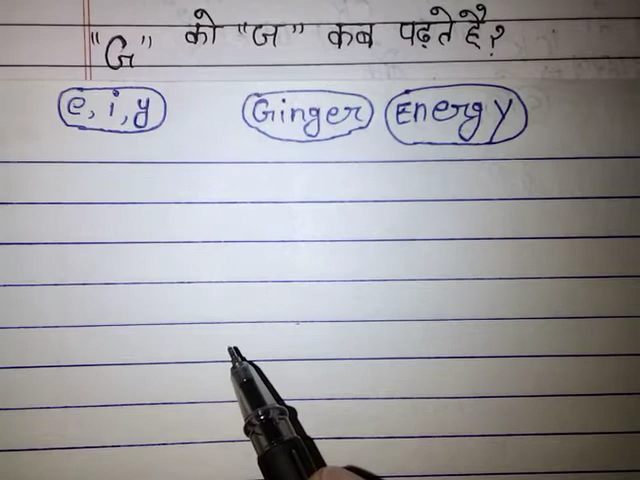 "G" को "ज" कब पढ़ते है?
e, i, y Ginger Energy